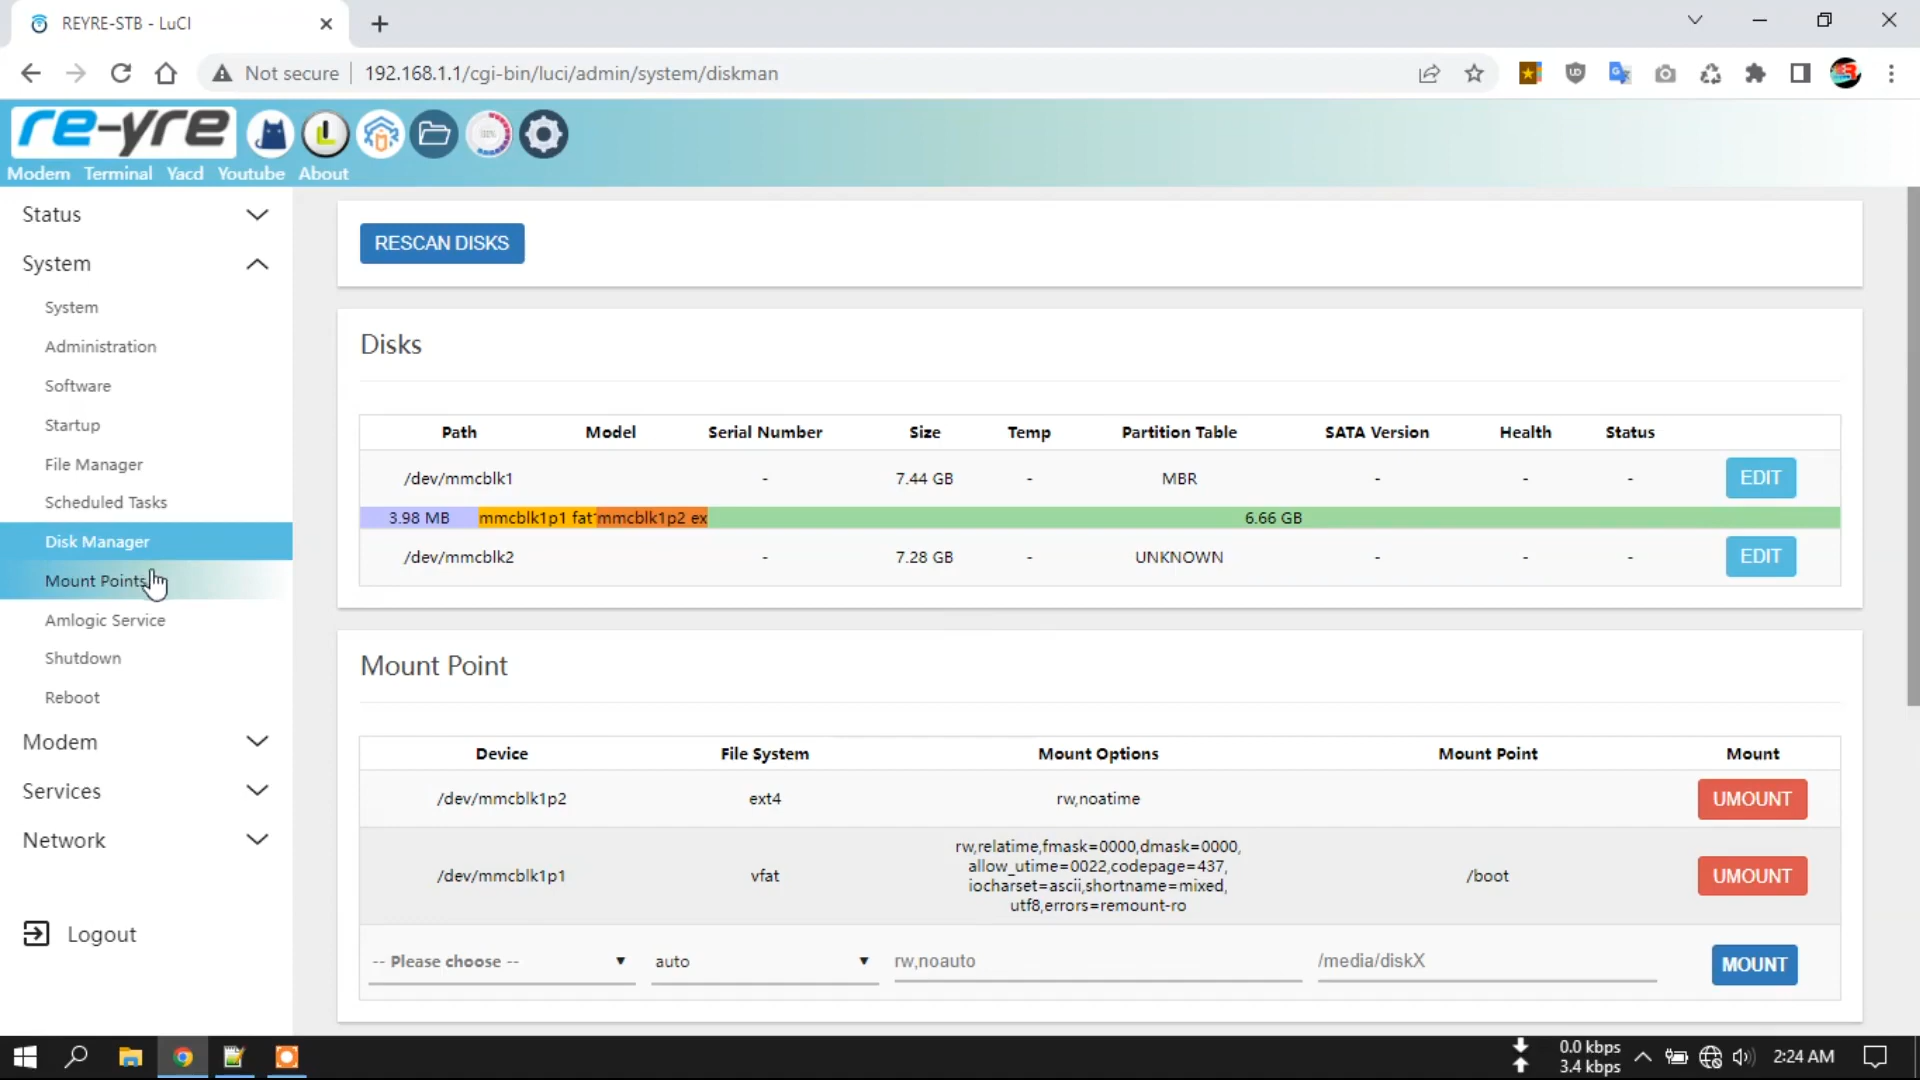 REYRE-STB - LuCI
Not secure
192.168.1.1/cgi-bin/luci/admin/system/diskman
re-yre
Modem Terminal Yacd Youtube About
Status
System
System
Administration
Software
Startup
File Manager
Scheduled Tasks
Disk Manager
Mount Points
Amlogic Service
Shutdown
Reboot
Modem
Services
Network
Logout
RESCAN DISKS
Disks
Path Model Serial Number Size Temp Partition Table SATA Version Health Status
/dev/mmcblk1 - 7.44 GB - MBR - - - EDIT
3.98 MB mmcblk1p1 fat mmcblk1p2 ex 6.66 GB
/dev/mmcblk2 - 7.28 GB - UNKNOWN - - - EDIT
Mount Point
Device File System Mount Options Mount Point Mount
/dev/mmcblk1p2 ext4 rw,noatime UMOUNT
rw,relatime,fmask=0000,dmask=0000,
allow_utime=0022,codepage=437,
/dev/mmcblk1p1 vfat iocharset=ascii,shortname=mixed, /boot UMOUNT
utf8,errors=remount-ro
-- Please choose -- auto rw,noauto /media/diskX MOUNT
0.0 kbps
3.4 kbps
2:24 AM